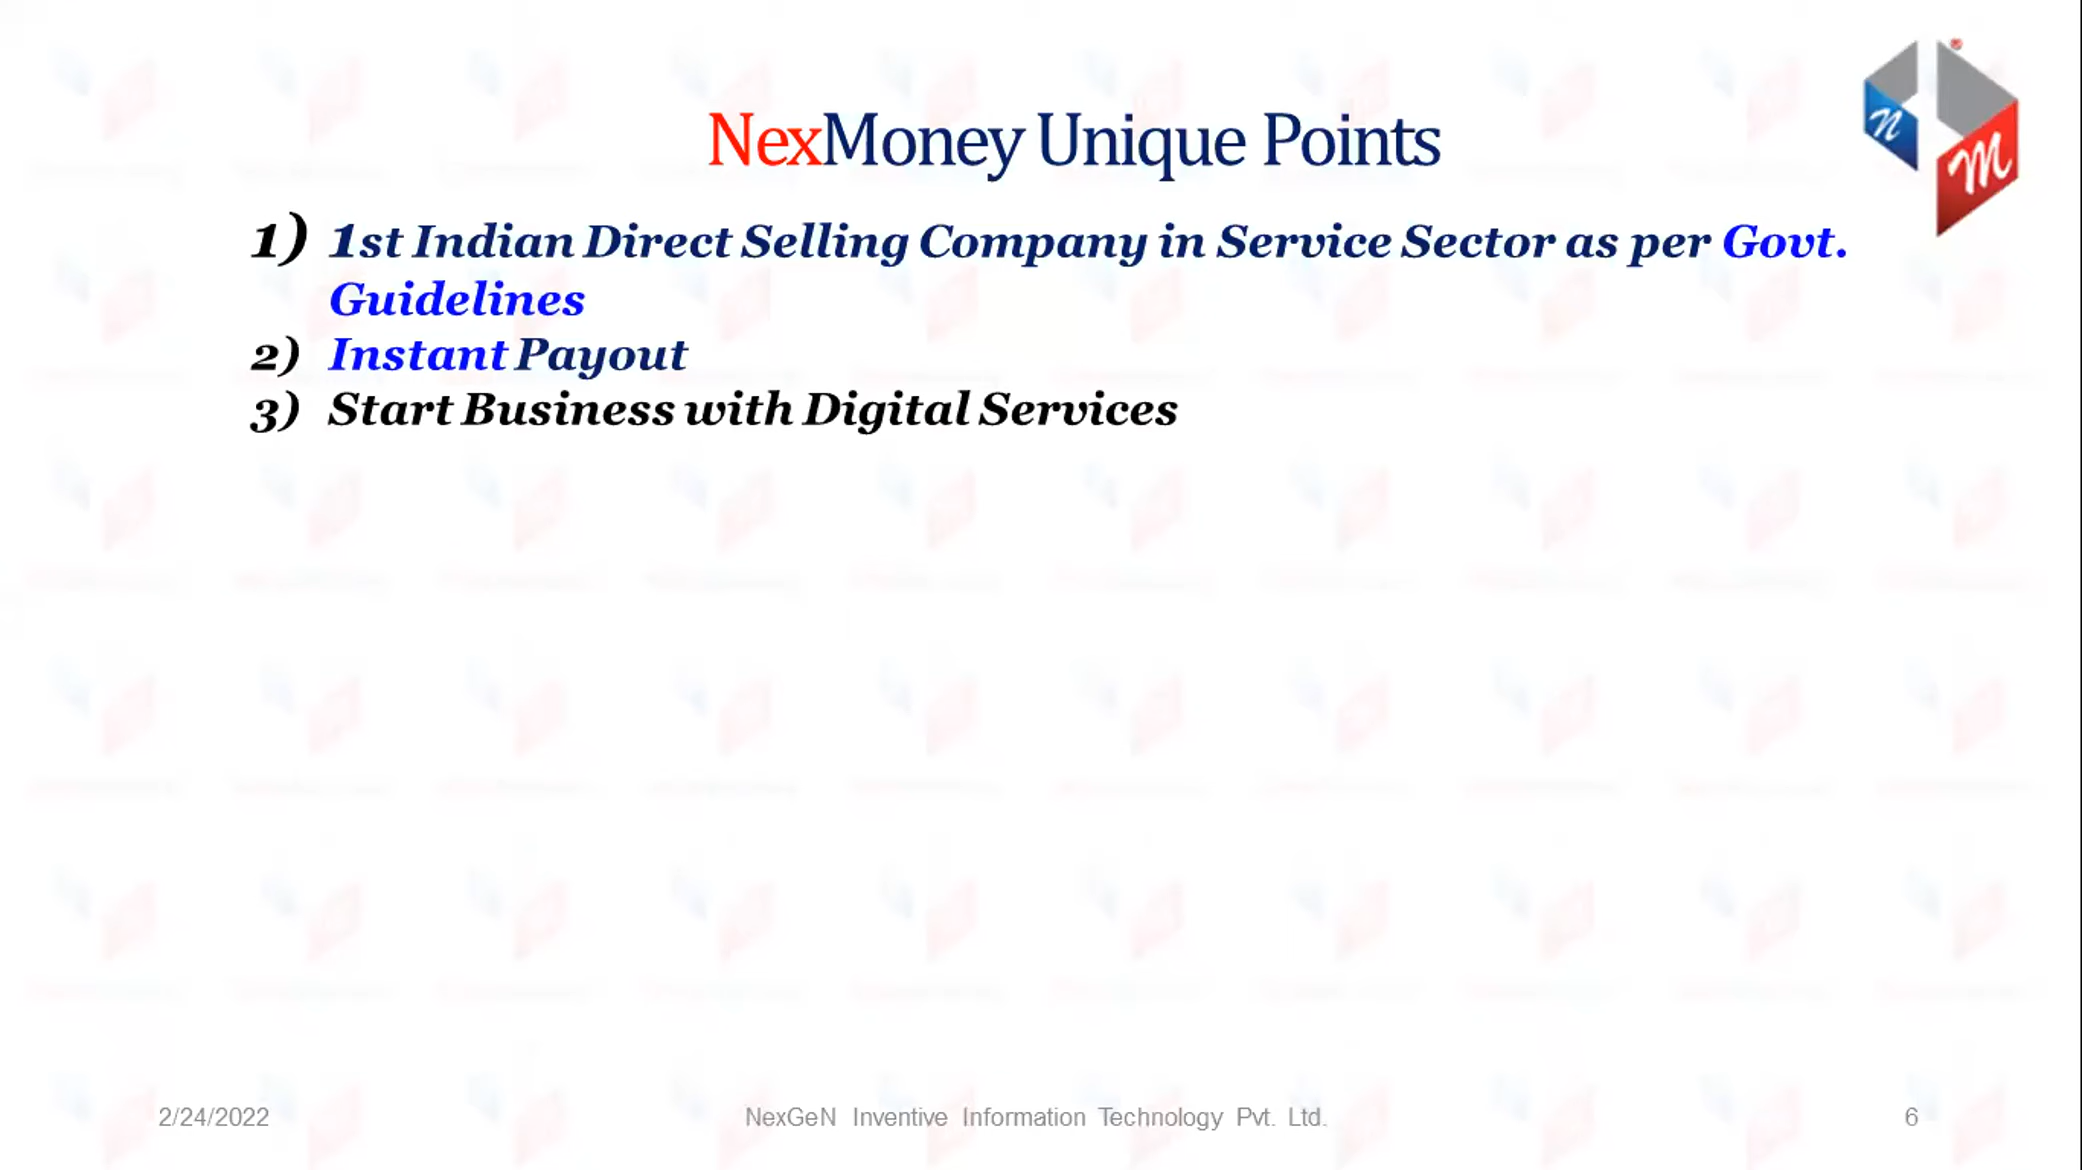 NexMoney Unique Points
n
m
1) 1st Indian Direct Selling Company in Service Sector as per Govt.
Guidelines
2) Instant Payout
3) Start Business with Digital Services
2/24/2022 NexGeN Inventive Information Technology Pvt. Ltd. 6